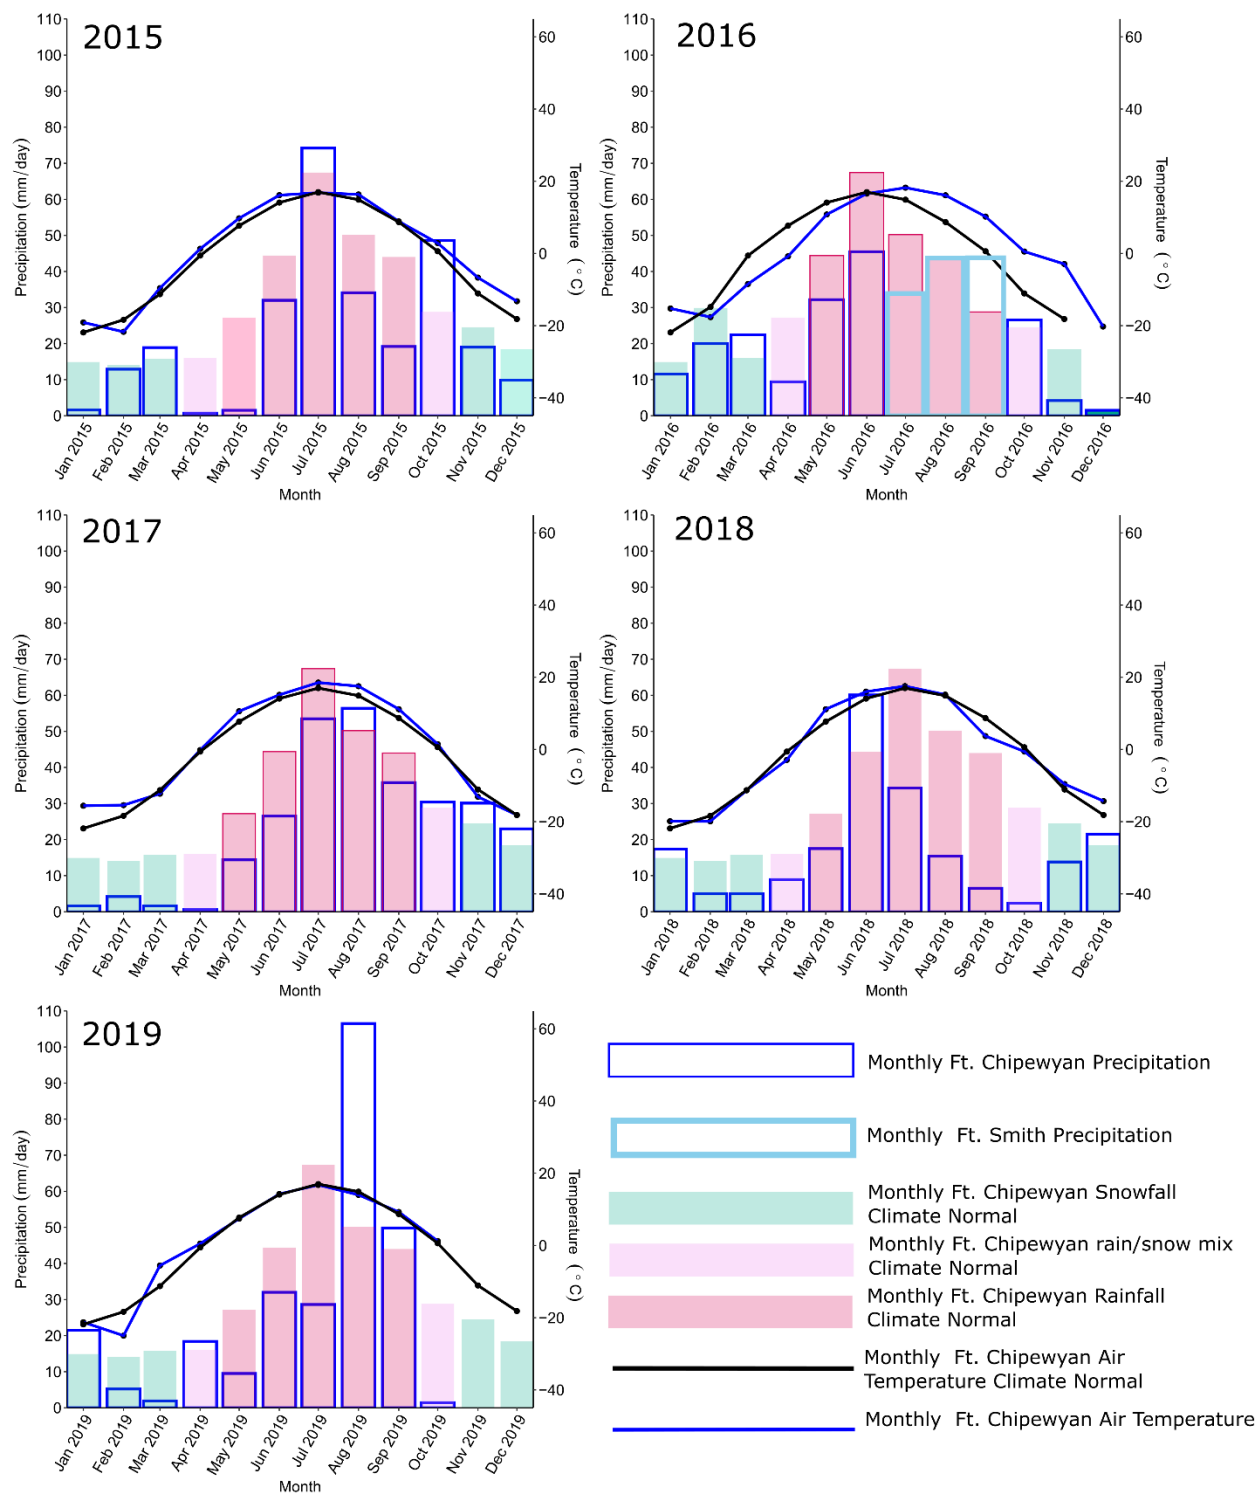 2015
110
100
90
80
70
60
50
40
30
20
10
0
Precipitation (mm/day)
60
40
20
0
−20
−40
Temperature (°C)
Jan 2015
Feb 2015
Mar 2015
Apr 2015
May 2015
Jun 2015
Jul 2015
Aug 2015
Sep 2015
Oct 2015
Nov 2015
Dec 2015
Month
2016
110
100
90
80
70
60
50
40
30
20
10
0
Precipitation (mm/day)
60
40
20
0
−20
−40
Temperature (°C)
Jan 2016
Feb 2016
Mar 2016
Apr 2016
May 2016
Jun 2016
Jul 2016
Aug 2016
Sep 2016
Oct 2016
Nov 2016
Dec 2016
Month
2017
110
100
90
80
70
60
50
40
30
20
10
0
Precipitation (mm/day)
60
40
20
0
−20
−40
Temperature (°C)
Jan 2017
Feb 2017
Mar 2017
Apr 2017
May 2017
Jun 2017
Jul 2017
Aug 2017
Sep 2017
Oct 2017
Nov 2017
Dec 2017
Month
2018
110
100
90
80
70
60
50
40
30
20
10
0
Precipitation (mm/day)
60
40
20
0
−20
−40
Temperature (°C)
Jan 2018
Feb 2018
Mar 2018
Apr 2018
May 2018
Jun 2018
Jul 2018
Aug 2018
Sep 2018
Oct 2018
Nov 2018
Dec 2018
Month
2019
110
100
90
80
70
60
50
40
30
20
10
0
Precipitation (mm/day)
60
40
20
0
−20
−40
Temperature (°C)
Jan 2019
Feb 2019
Mar 2019
Apr 2019
May 2019
Jun 2019
Jul 2019
Aug 2019
Sep 2019
Oct 2019
Nov 2019
Dec 2019
Month
Monthly Ft. Chipewyan Precipitation
Monthly Ft. Smith Precipitation
Monthly Ft. Chipewyan Snowfall
Climate Normal
Monthly Ft. Chipewyan rain/snow mix
Climate Normal
Monthly Ft. Chipewyan Rainfall
Climate Normal
Monthly Ft. Chipewyan Air
Temperature Climate Normal
Monthly Ft. Chipewyan Air Temperature